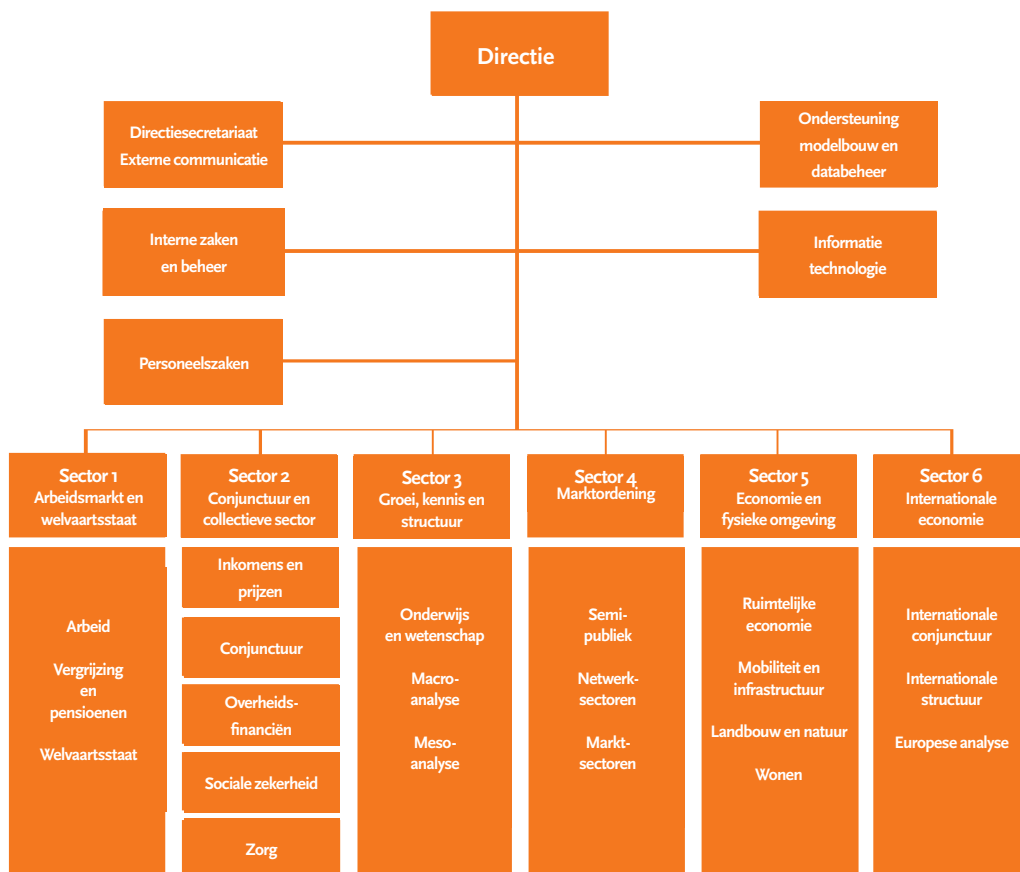 Directie
Directiesecretariaat
Externe communicatie
Ondersteuning
modelbouw en
databeheer
Interne zaken
en beheer
Informatie
technologie
Personeelszaken
Sector 1
Arbeidsmarkt en
welvaartsstaat
Sector 2
Conjunctuur en
collectieve sector
Sector 3
Groei, kennis en
structuur
Sector 4
Marktordening
Sector 5
Economie en
fysieke omgeving
Sector 6
Internationale
economie
Arbeid
Vergrijzing
en
pensioenen
Welvaartsstaat
Inkomens en
prijzen
Conjunctuur
Overheids-
financiën
Sociale zekerheid
Zorg
Onderwijs
en wetenschap
Macro-
analyse
Meso-
analyse
Semi-
publiek
Netwerk-
sectoren
Markt-
sectoren
Ruimtelijke
economie
Mobiliteit en
infrastructuur
Landbouw en natuur
Wonen
Internationale
conjunctuur
Internationale
structuur
Europese analyse